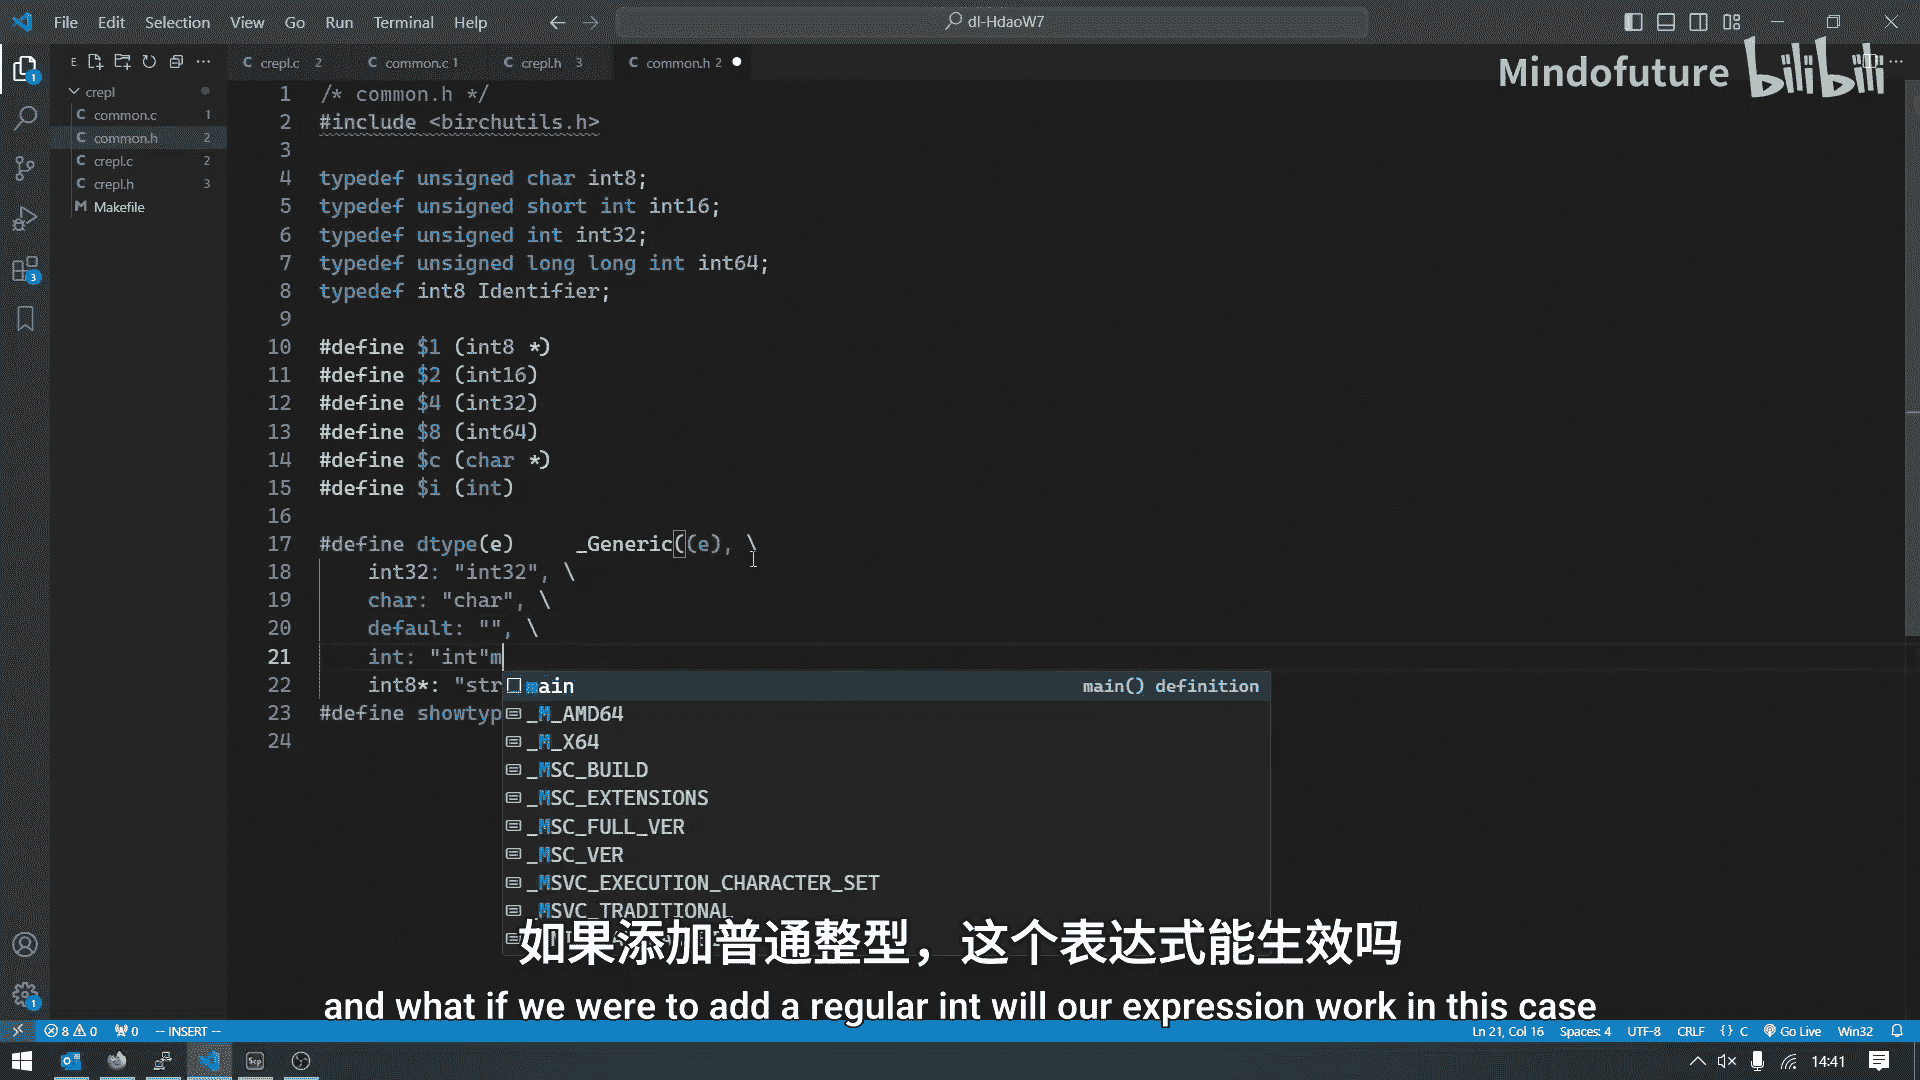 File Edit Selection View Go Run Terminal Help
dl-HdaoW7
Mindofuture bilibili
crepl.c 2
common.c 1
crepl.h 3
common.h 2
crepl
common.c 1
common.h 2
crepl.c 2
crepl.h 3
Makefile
1 /* common.h */
2 #include <birchutils.h>
3
4 typedef unsigned char int8;
5 typedef unsigned short int int16;
6 typedef unsigned int int32;
7 typedef unsigned long long int int64;
8 typedef int8 Identifier;
9
10 #define $1 (int8 *)
11 #define $2 (int16)
12 #define $4 (int32)
13 #define $8 (int64)
14 #define $c (char *)
15 #define $i (int)
16
17 #define dtype(e) _Generic((e), \
18 int32: "int32", \
19 char: "char", \
20 default: "", \
21 int: "int"m
22 int8*: "str
23 #define showtyp
24
main main() definition
_M_AMD64
_M_X64
_MSC_BUILD
_MSC_EXTENSIONS
_MSC_FULL_VER
_MSC_VER
_MSVC_EXECUTION_CHARACTER_SET
_MSVC_TRADITIONAL
如果添加普通整型，这个表达式能生效吗
and what if we were to add a regular int will our expression work in this case
8 0 0 -- INSERT --
Ln 21, Col 16 Spaces: 4 UTF-8 CRLF {} C Go Live Win32
14:41